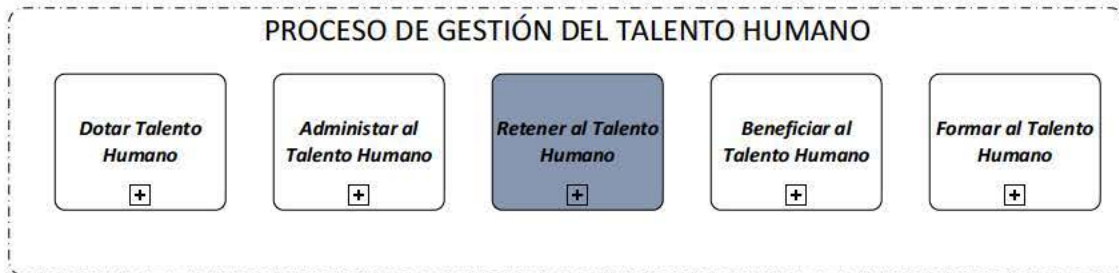 PROCESO DE GESTIÓN DEL TALENTO HUMANO
Dotar Talento
Humano
Administar al
Talento Humano
Retener al Talento
Humano
Beneficiar al
Talento Humano
Formar al Talento
Humano